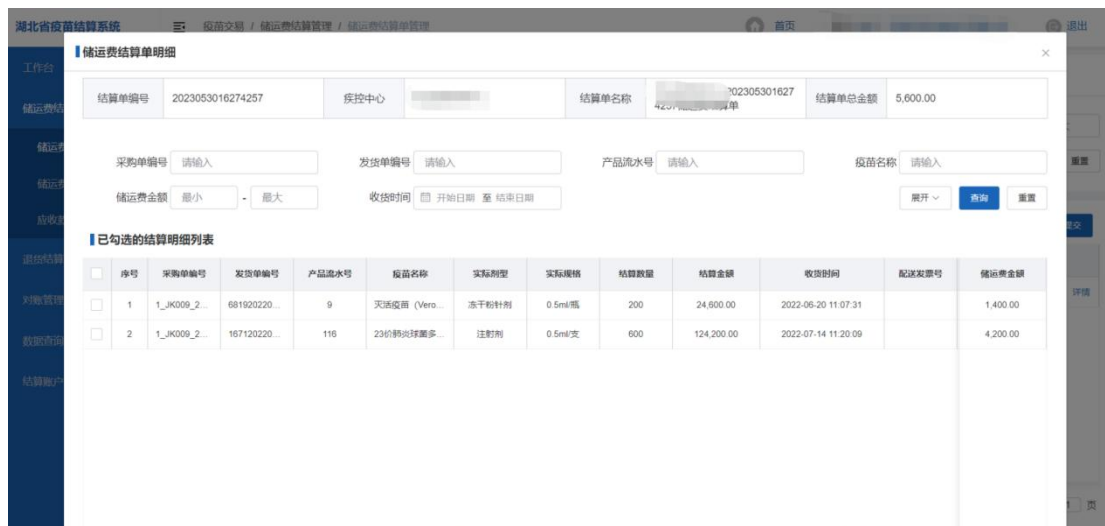 湖北省疫苗结算系统 疫苗交易 / 储运费结算管理 / 储运费结算单管理 首页 退出
储运费结算单明细 ×
工作台
结算单编号 2023053016274257 疾控中心 结算单名称 202305301627 结算单总金额 5,600.00
储运费结
储运费
采购单编号 请输入 发货单编号 请输入 产品流水号 请输入 疫苗名称 请输入 重置
储运费
储运费金额 最小 - 最大 收货时间 开始日期 至 结束日期 展开 查询 重置
应收款
已勾选的结算明细列表 提交
退货结算
序号 采购单编号 发货单编号 产品流水号 疫苗名称 实际剂型 实际规格 结算数量 结算金额 收货时间 配送发票号 储运费金额
对账管理 详情
1 1_JK009_2... 681920220... 9 灭活疫苗（Vero... 冻干粉针剂 0.5ml/瓶 200 24,600.00 2022-06-20 11:07:31 1,400.00
2 1_JK009_2... 167120220... 116 23价肺炎球菌多... 注射剂 0.5ml/支 600 124,200.00 2022-07-14 11:20:09 4,200.00
数据查询
结算账户
1 页